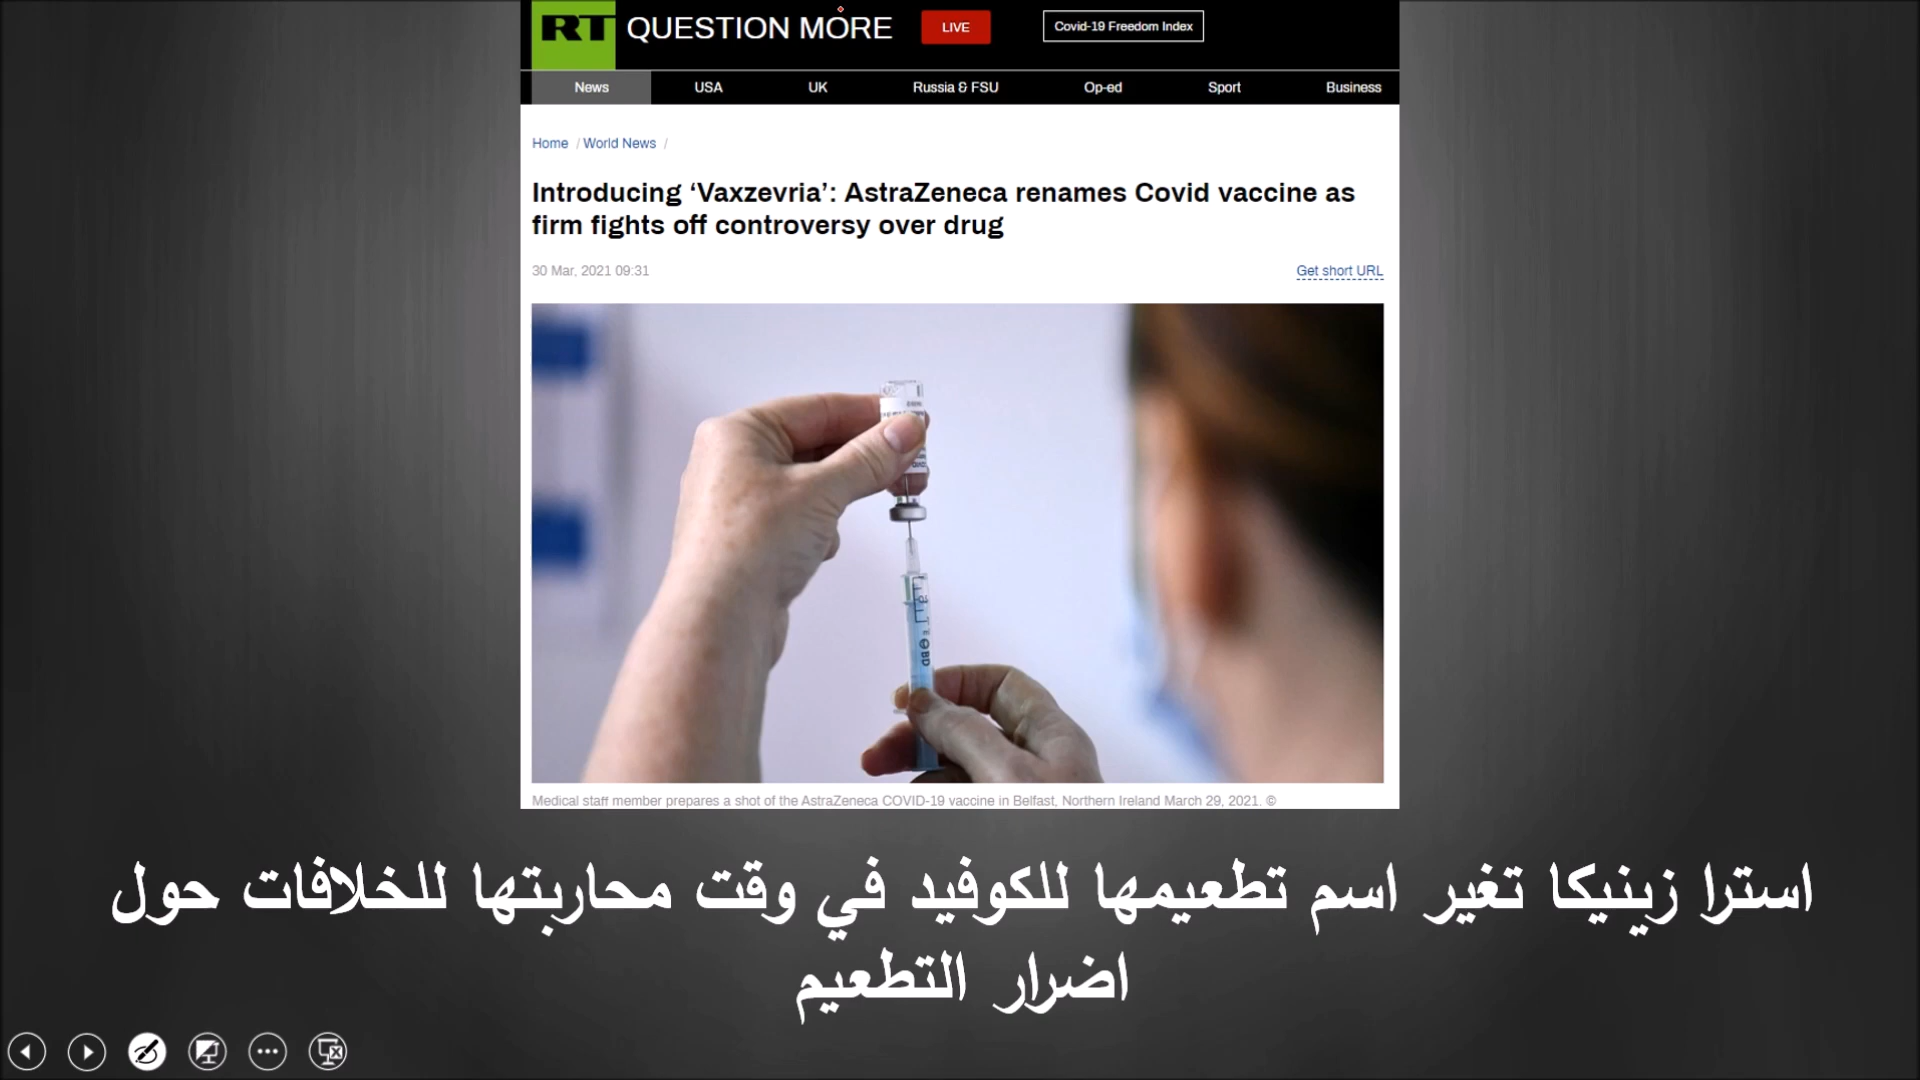 RT QUESTION MORE LIVE Covid-19 Freedom Index
News USA UK Russia & FSU Op-ed Sport Business
Home / World News /
Introducing ‘Vaxzevria’: AstraZeneca renames Covid vaccine as
firm fights off controversy over drug
30 Mar, 2021 09:31 Get short URL
BD
Medical staff member prepares a shot of the AstraZeneca COVID-19 vaccine in Belfast, Northern Ireland March 29, 2021. ©
استرا زينيكا تغير اسم تطعيمها للكوفيد في وقت محاربتها للخلافات حول
اضرار التطعيم